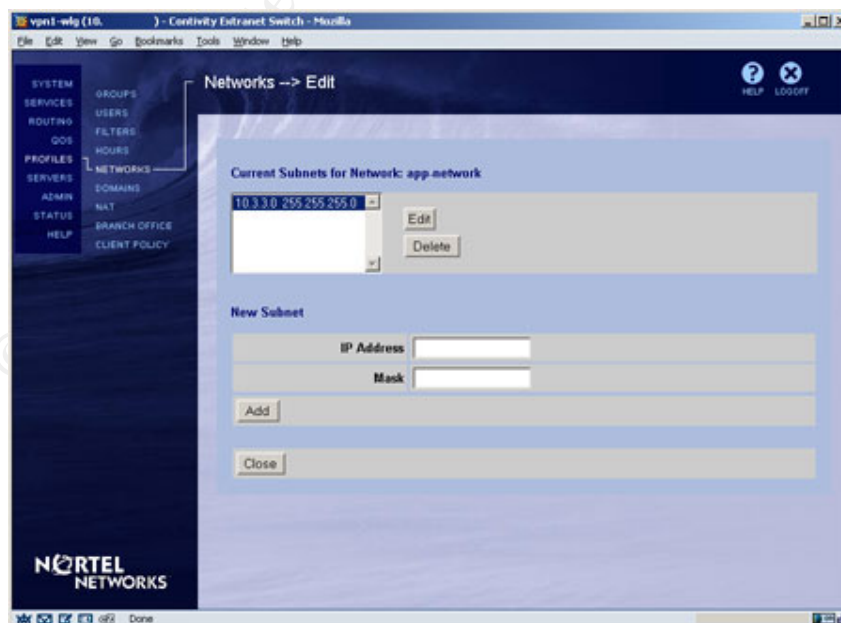 vpn1-wlg (10. ) - Contivity Extranet Switch - Mozilla
File Edit View Go Bookmarks Tools Window Help
Networks --> Edit
HELP LOGOFF
SYSTEM
SERVICES
ROUTING
QOS
PROFILES
SERVERS
ADMIN
STATUS
HELP
GROUPS
USERS
FILTERS
HOURS
NETWORKS
DOMAINS
NAT
BRANCH OFFICE
CLIENT POLICY
Current Subnets for Network: app-network
10.3.3.0 255.255.255.0
Edit
Delete
New Subnet
IP Address
Mask
Add
Close
NORTEL
NETWORKS
Done